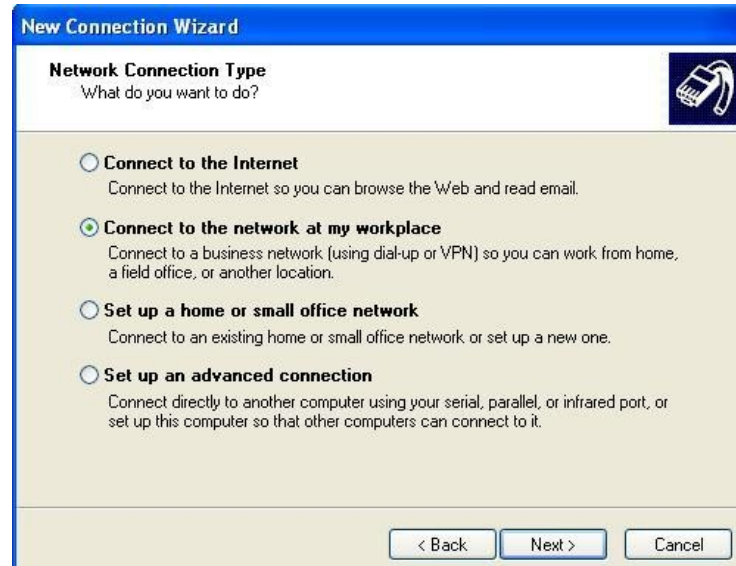 New Connection Wizard
Network Connection Type
What do you want to do?
Connect to the Internet
Connect to the Internet so you can browse the Web and read email.
Connect to the network at my workplace
Connect to a business network (using dial-up or VPN) so you can work from home,
a field office, or another location.
Set up a home or small office network
Connect to an existing home or small office network or set up a new one.
Set up an advanced connection
Connect directly to another computer using your serial, parallel, or infrared port, or
set up this computer so that other computers can connect to it.
< Back Next > Cancel